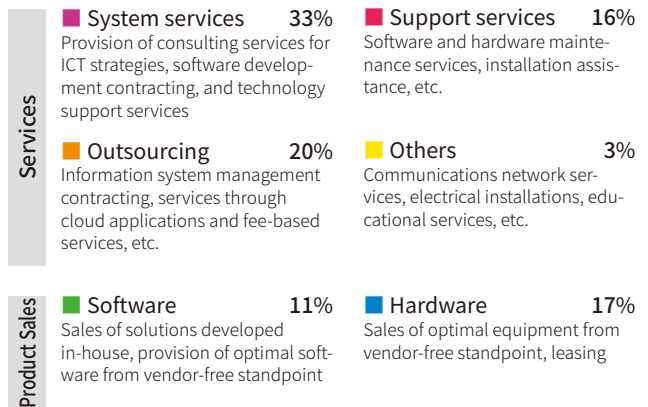 Services
System services 33%
Provision of consulting services for
ICT strategies, software develop-
ment contracting, and technology
support services
Support services 16%
Software and hardware mainte-
nance services, installation assis-
tance, etc.
Outsourcing 20%
Information system management
contracting, services through
cloud applications and fee-based
services, etc.
Others 3%
Communications network ser-
vices, electrical installations, edu-
cational services, etc.
Product Sales
Software 11%
Sales of solutions developed
in-house, provision of optimal soft-
ware from vendor-free standpoint
Hardware 17%
Sales of optimal equipment from
vendor-free standpoint, leasing